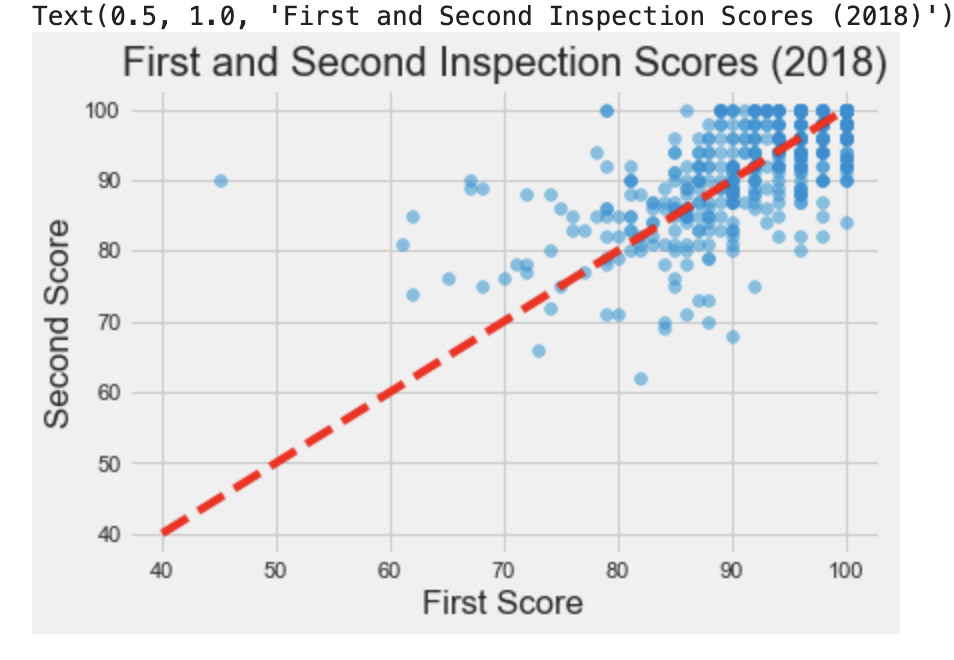 Text(0.5, 1.0, 'First and Second Inspection Scores (2018)')
First and Second Inspection Scores (2018)
100
90
80
70
60
50
40
Second Score
40 50 60 70 80 90 100
First Score